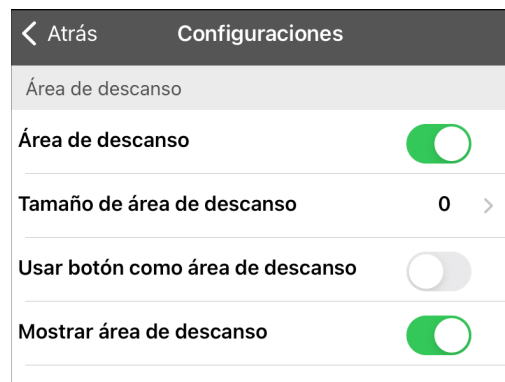 Atrás Configuraciones
Área de descanso
Área de descanso
Tamaño de área de descanso 0
Usar botón como área de descanso
Mostrar área de descanso